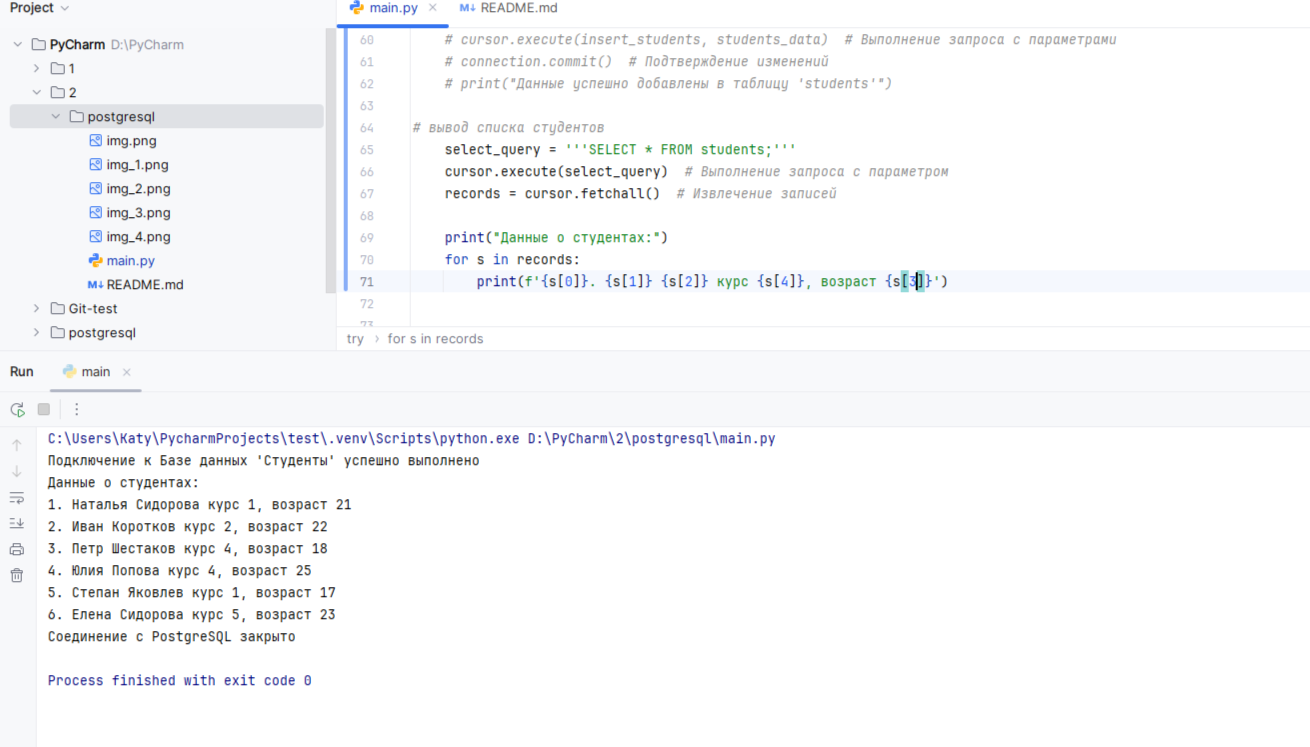 Project
main.py
README.md
PyCharm D:\PyCharm
1
2
postgresql
img.png
img_1.png
img_2.png
img_3.png
img_4.png
main.py
README.md
Git-test
postgresql
60 # cursor.execute(insert_students, students_data)  # Выполнение запроса с параметрами
61 # connection.commit()  # Подтверждение изменений
62 # print("Данные успешно добавлены в таблицу 'students'")
63
64 # вывод списка студентов
65 select_query = '''SELECT * FROM students;'''
66 cursor.execute(select_query)  # Выполнение запроса с параметром
67 records = cursor.fetchall()  # Извлечение записей
68
69 print("Данные о студентах:")
70 for s in records:
71 print(f'{s[0]}. {s[1]} {s[2]} курс {s[4]}, возраст {s[3]}')
72
73
try › for s in records
Run main
C:\Users\Katy\PycharmProjects\test\.venv\Scripts\python.exe D:\PyCharm\2\postgresql\main.py
Подключение к Базе данных 'Студенты' успешно выполнено
Данные о студентах:
1. Наталья Сидорова курс 1, возраст 21
2. Иван Коротков курс 2, возраст 22
3. Петр Шестаков курс 4, возраст 18
4. Юлия Попова курс 4, возраст 25
5. Степан Яковлев курс 1, возраст 17
6. Елена Сидорова курс 5, возраст 23
Соединение с PostgreSQL закрыто
Process finished with exit code 0